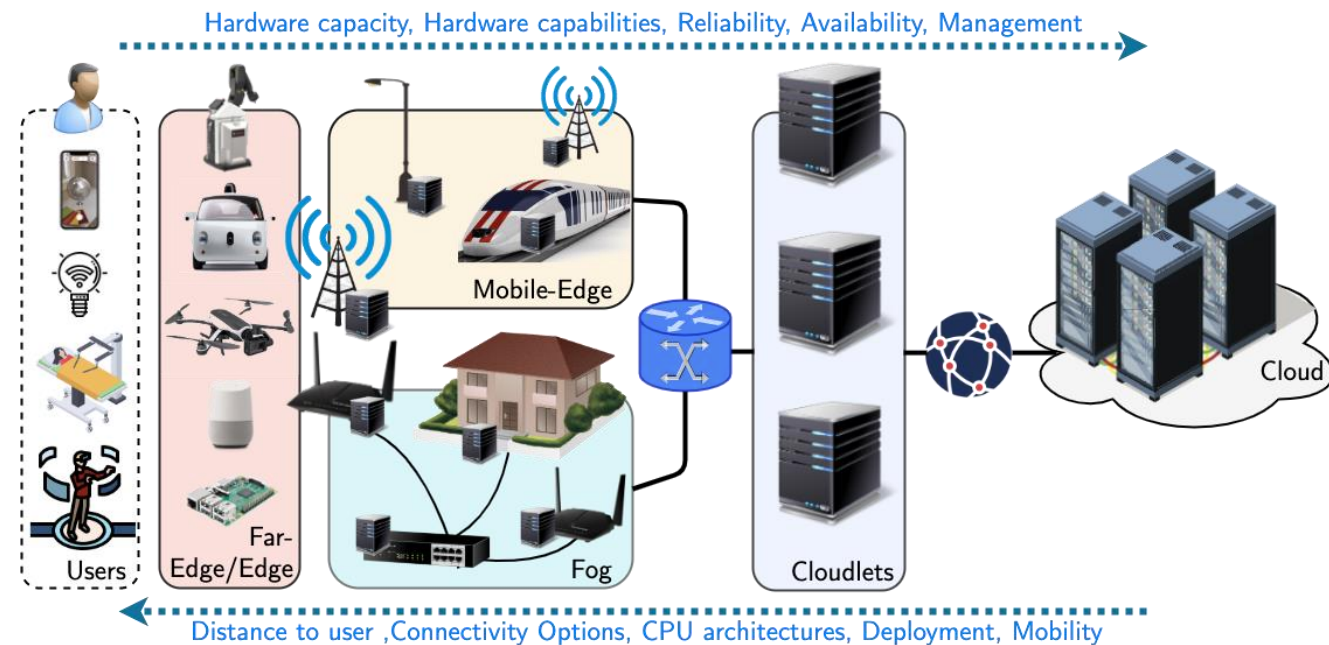 Hardware capacity, Hardware capabilities, Reliability, Availability, Management
Mobile-Edge
Cloud
Far-
Edge/Edge
Users
Fog
Cloudlets
Distance to user ,Connectivity Options, CPU architectures, Deployment, Mobility